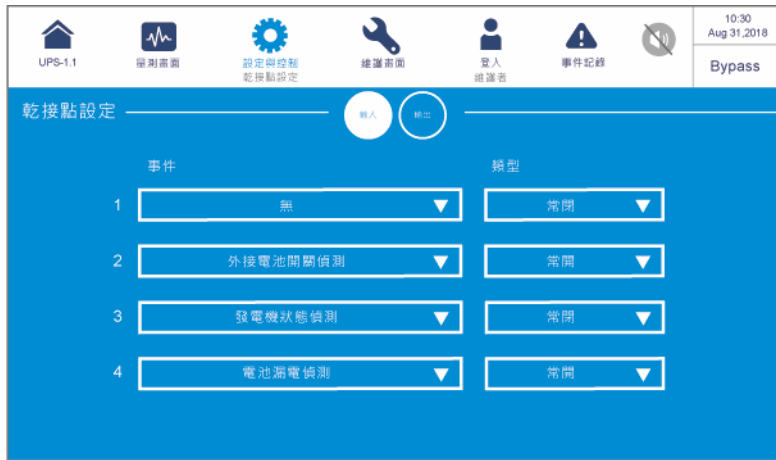 UPS-1.1
量測畫面
設定與控制
乾接點設定
維護畫面
登入
維護者
事件記錄
10:30
Aug 31,2018
Bypass
乾接點設定
輸入
輸出
事件
類型
1 無 常閉
2 外接電池開關偵測 常開
3 發電機狀態偵測 常閉
4 電池漏電偵測 常開